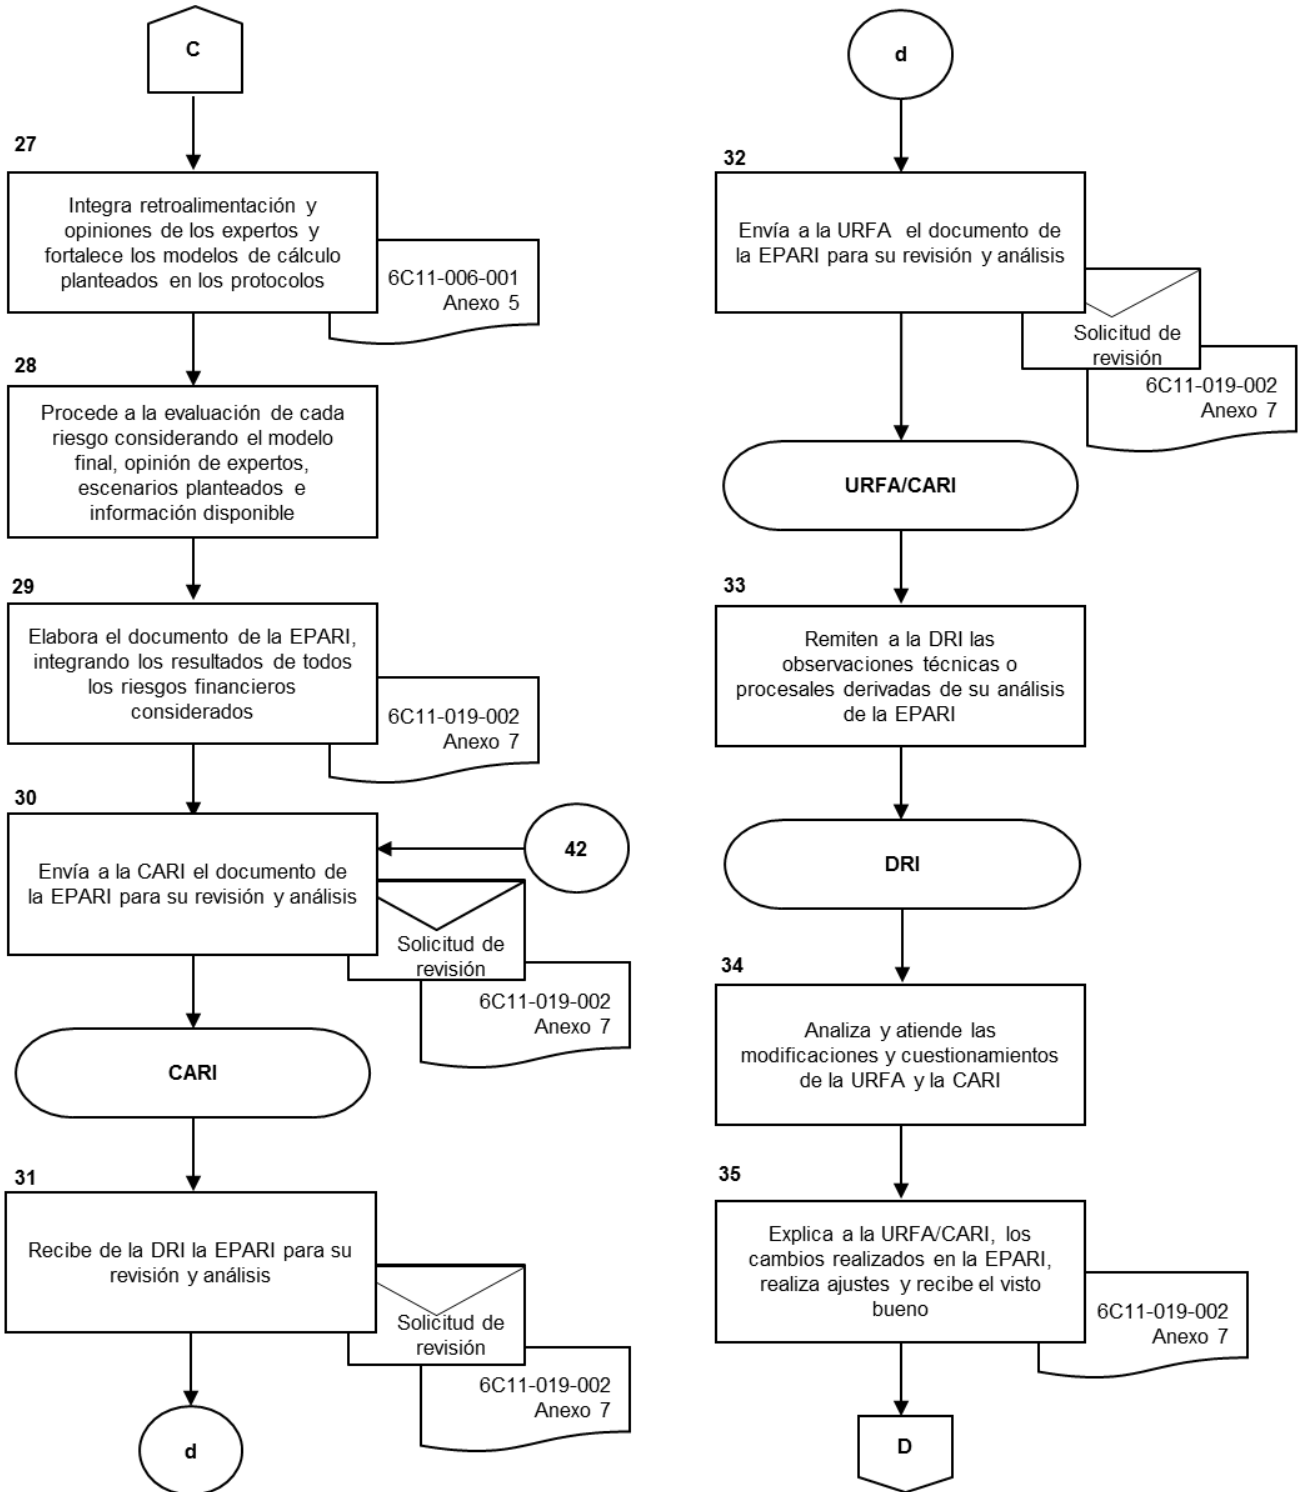 C
27
Integra retroalimentación y
opiniones de los expertos y
fortalece los modelos de cálculo
planteados en los protocolos
6C11-006-001
Anexo 5
28
Procede a la evaluación de cada
riesgo considerando el modelo
final, opinión de expertos,
escenarios planteados e
información disponible
29
Elabora el documento de la EPARI,
integrando los resultados de todos
los riesgos financieros
considerados
6C11-019-002
Anexo 7
30
Envía a la CARI el documento de
la EPARI para su revisión y análisis
42
Solicitud de
revisión
6C11-019-002
Anexo 7
CARI
31
Recibe de la DRI la EPARI para su
revisión y análisis
Solicitud de
revisión
6C11-019-002
Anexo 7
d
d
32
Envía a la URFA el documento de
la EPARI para su revisión y análisis
Solicitud de
revisión
6C11-019-002
Anexo 7
URFA/CARI
33
Remiten a la DRI las
observaciones técnicas o
procesales derivadas de su análisis
de la EPARI
DRI
34
Analiza y atiende las
modificaciones y cuestionamientos
de la URFA y la CARI
35
Explica a la URFA/CARI, los
cambios realizados en la EPARI,
realiza ajustes y recibe el visto
bueno
6C11-019-002
Anexo 7
D